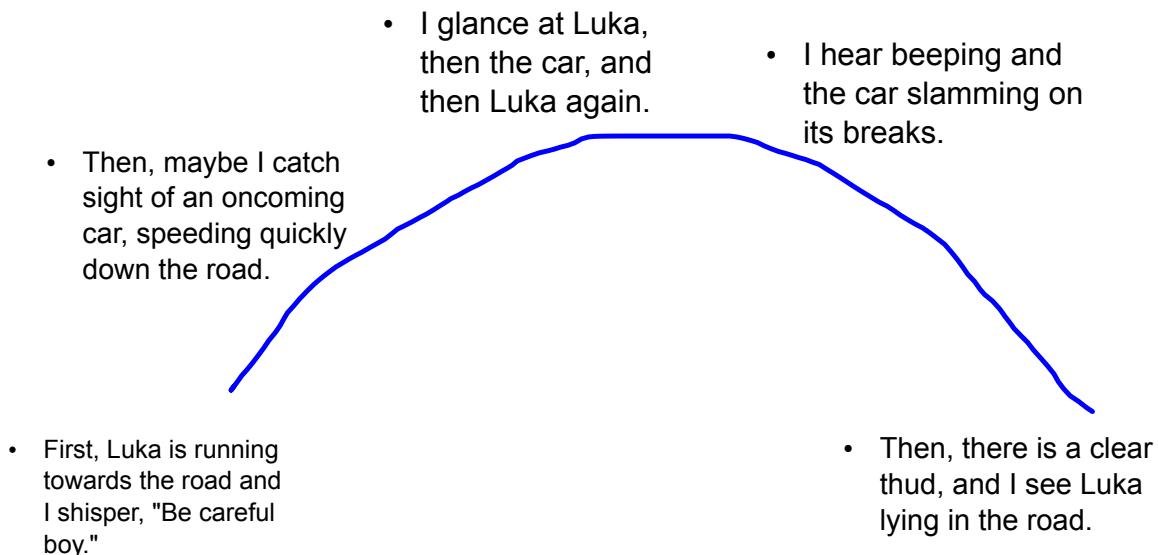 • First, Luka is running
towards the road and
I shisper, "Be careful
boy."
• Then, maybe I catch
sight of an oncoming
car, speeding quickly
down the road.
• I glance at Luka,
then the car, and
then Luka again.
• I hear beeping and
the car slamming on
its breaks.
• Then, there is a clear
thud, and I see Luka
lying in the road.